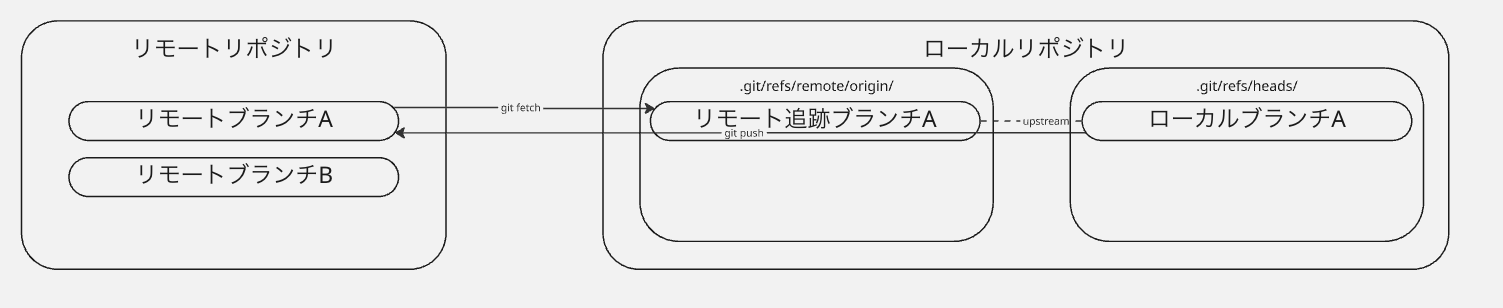 リモートリポジトリ
リモートブランチA
リモートブランチB
git fetch
git push
ローカルリポジトリ
.git/refs/remote/origin/
リモート追跡ブランチA
upstream
.git/refs/heads/
ローカルブランチA